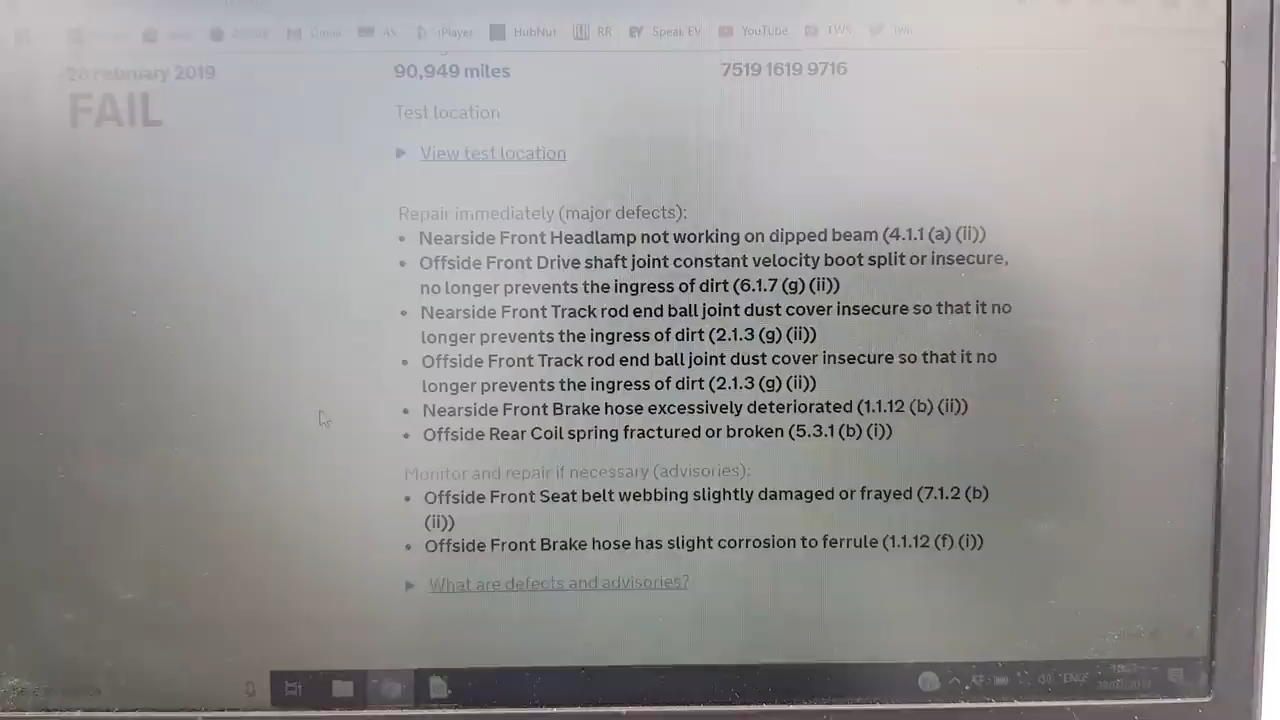 Gmail iPlayer HubNut RR Speak EV YouTube TWS
20 February 2019 90,949 miles 7519 1619 9716
FAIL
Test location
View test location
Repair immediately (major defects):
• Nearside Front Headlamp not working on dipped beam (4.1.1 (a) (ii))
• Offside Front Drive shaft joint constant velocity boot split or insecure,
no longer prevents the ingress of dirt (6.1.7 (g) (ii))
• Nearside Front Track rod end ball joint dust cover insecure so that it no
longer prevents the ingress of dirt (2.1.3 (g) (ii))
• Offside Front Track rod end ball joint dust cover insecure so that it no
longer prevents the ingress of dirt (2.1.3 (g) (ii))
• Nearside Front Brake hose excessively deteriorated (1.1.12 (b) (ii))
• Offside Rear Coil spring fractured or broken (5.3.1 (b) (i))
Monitor and repair if necessary (advisories):
• Offside Front Seat belt webbing slightly damaged or frayed (7.1.2 (b)
(ii))
• Offside Front Brake hose has slight corrosion to ferrule (1.1.12 (f) (i))
What are defects and advisories?
ENG